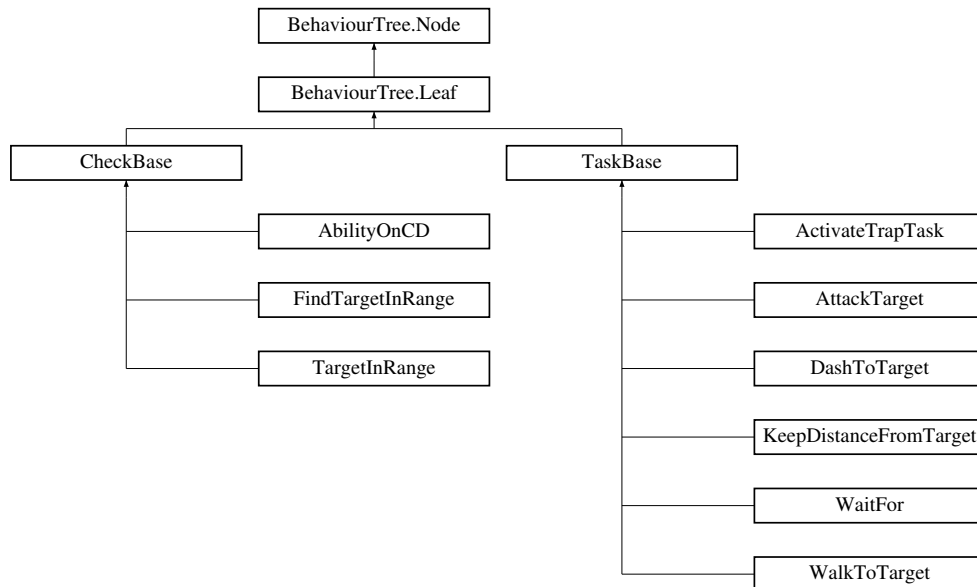 BehaviourTree.Node
BehaviourTree.Leaf
CheckBase
TaskBase
AbilityOnCD
ActivateTrapTask
FindTargetInRange
AttackTarget
TargetInRange
DashToTarget
KeepDistanceFromTarget
WaitFor
WalkToTarget